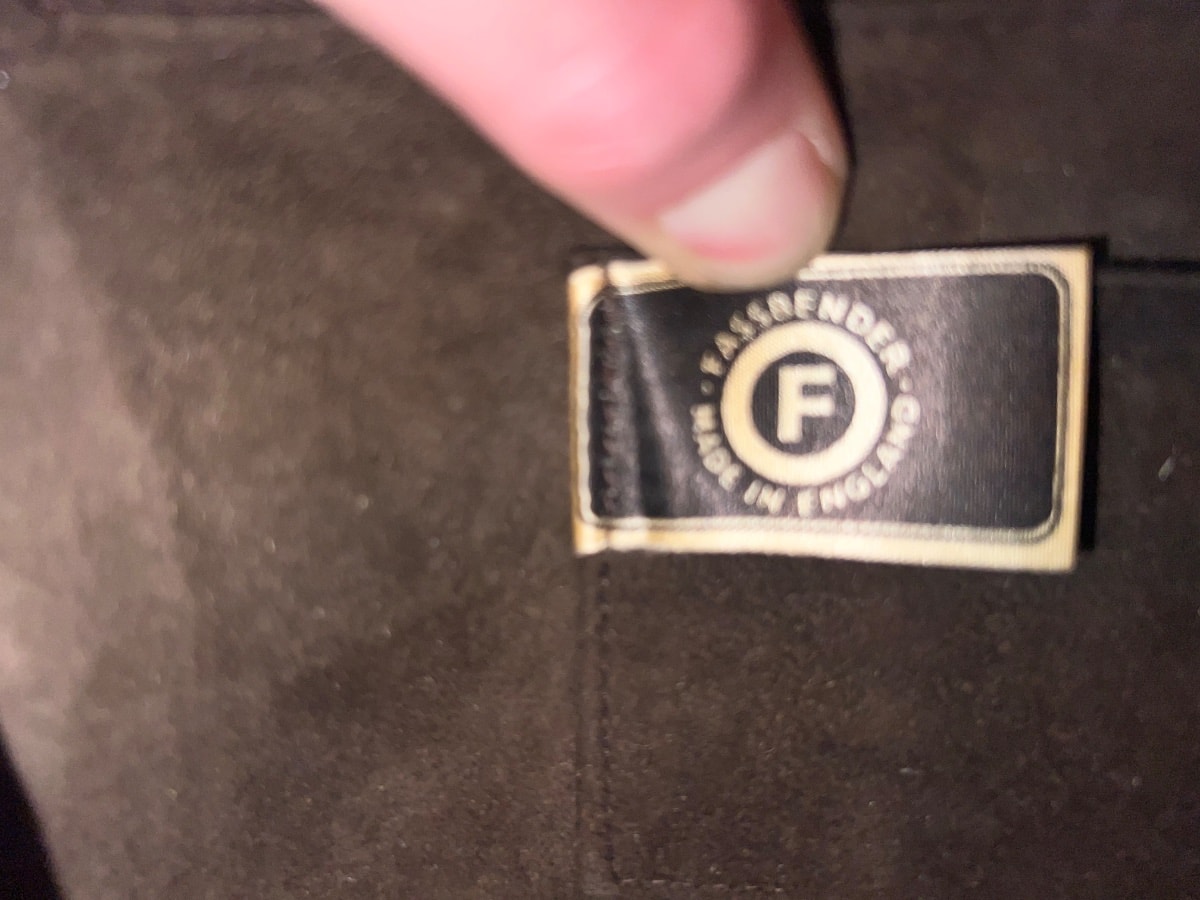 · FASSBENDER ·
F
MADE IN ENGLAND